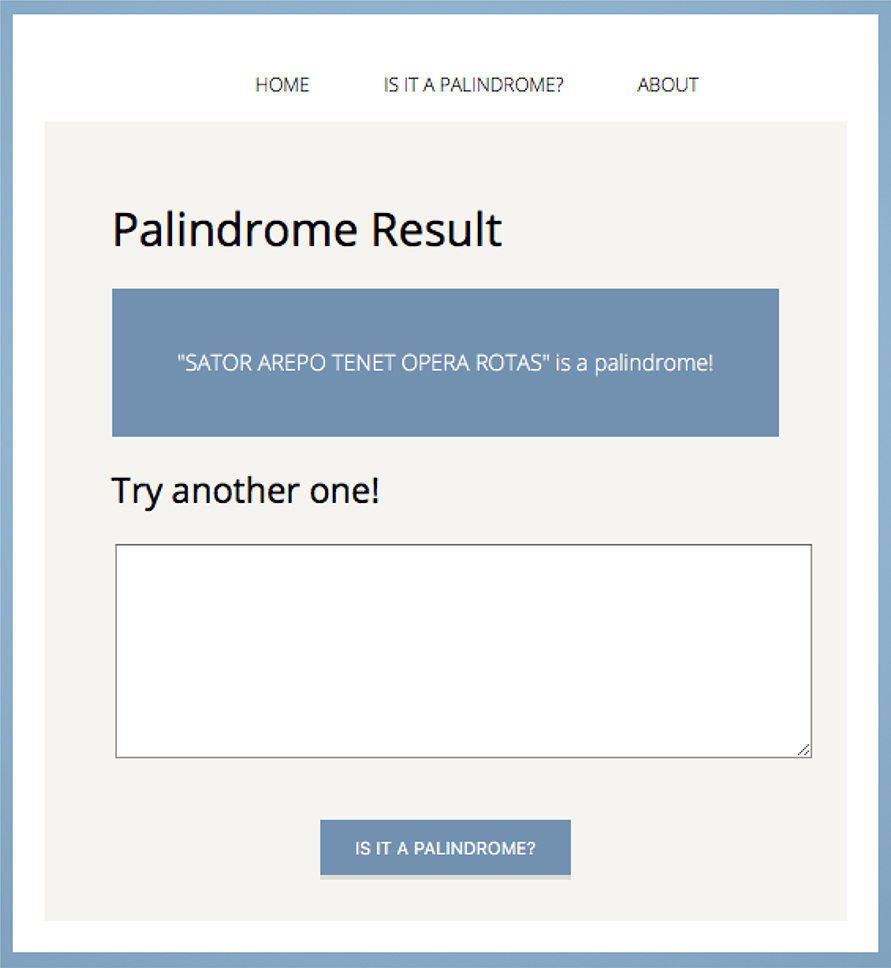 HOME IS IT A PALINDROME? ABOUT
Palindrome Result
"SATOR AREPO TENET OPERA ROTAS" is a palindrome!
Try another one!
IS IT A PALINDROME?